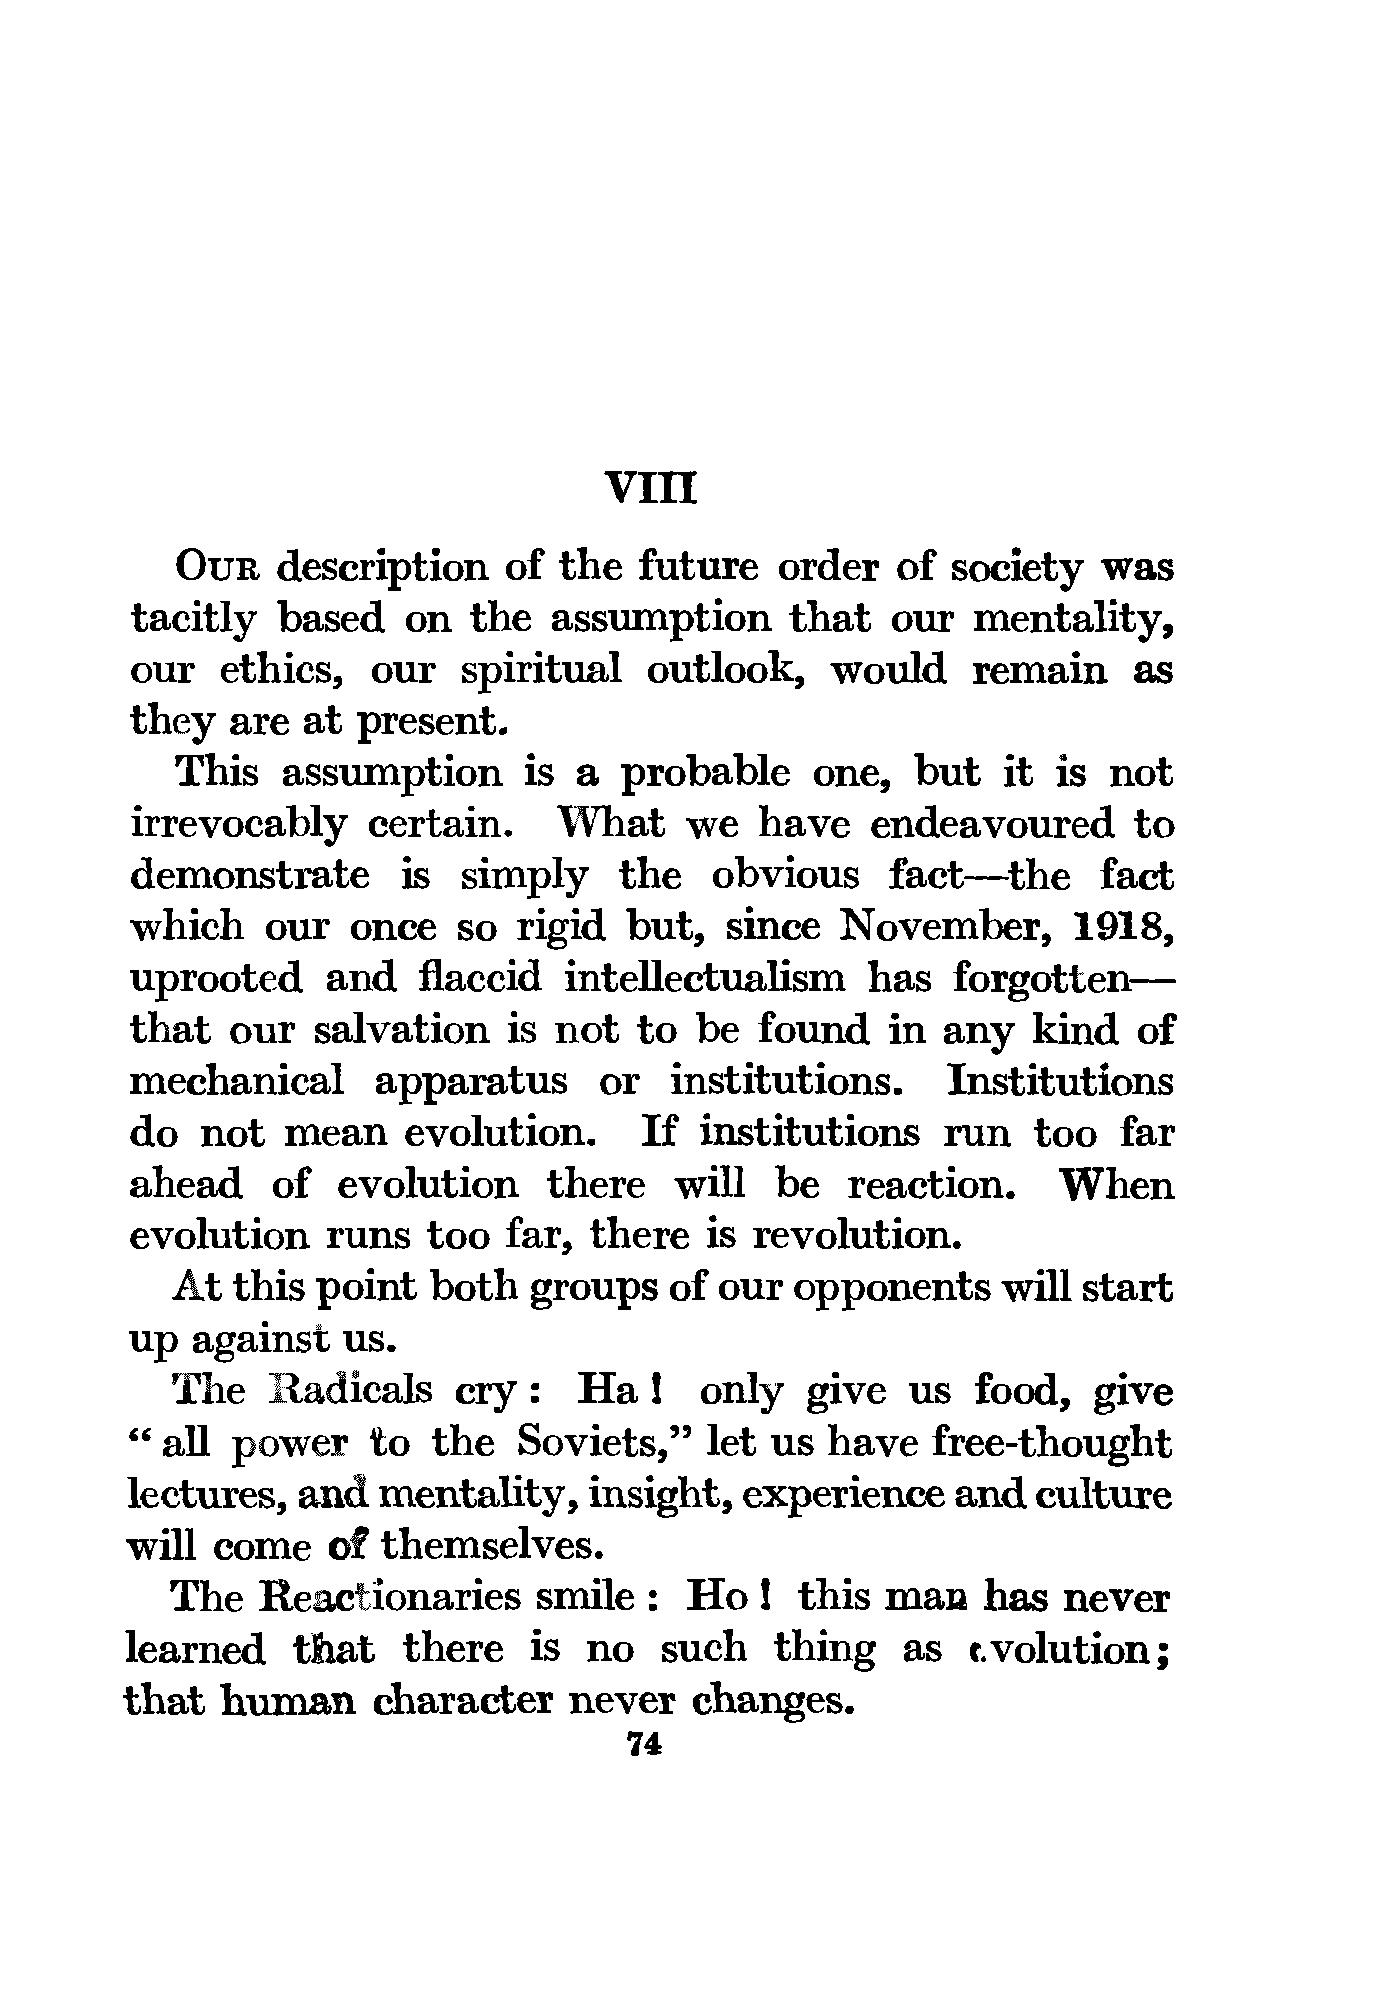 VIII
OUR description of the future order of society was
tacitly based on the assumption that our mentality,
our ethics, our spiritual outlook, would remain as
they are at present.
This assumption is a probable one, but it is not
irrevocably certain. What we have endeavoured to
demonstrate is simply the obvious fact—the fact
which our once so rigid but, since November, 1918,
uprooted and flaccid intellectualism has forgotten—
that our salvation is not to be found in any kind of
mechanical apparatus or institutions. Institutions
do not mean evolution. If institutions run too far
ahead of evolution there will be reaction. When
evolution runs too far, there is revolution.
At this point both groups of our opponents will start
up against us.
The Radicals cry : Ha ! only give us food, give
“ all power to the Soviets,” let us have free-thought
lectures, and mentality, insight, experience and culture
will come of themselves.
The Reactionaries smile : Ho ! this man has never
learned that there is no such thing as evolution;
that human character never changes.
74